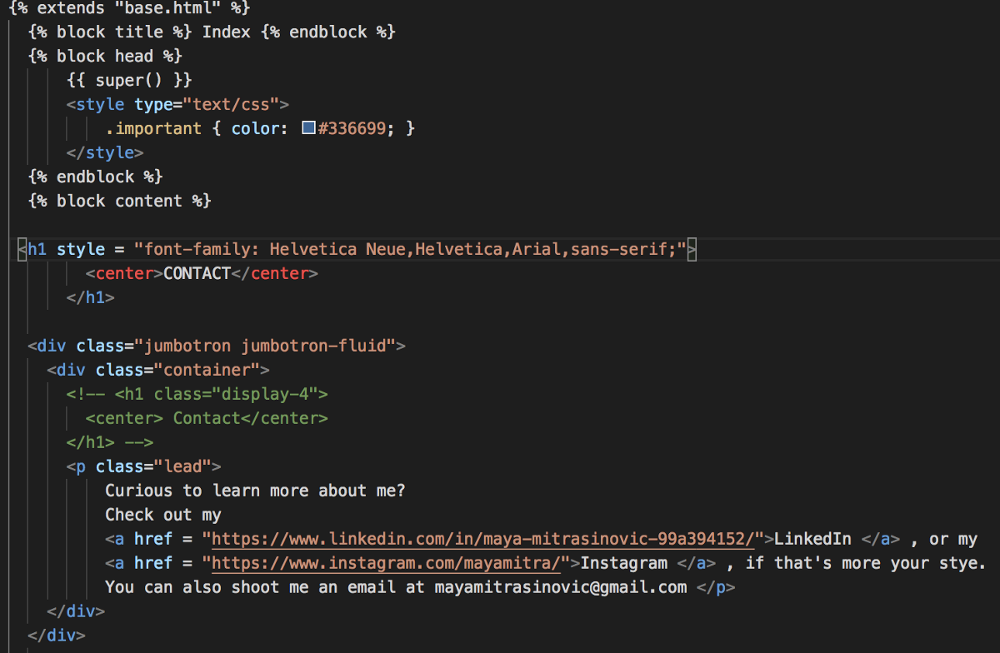 {% extends "base.html" %}
{% block title %} Index {% endblock %}
{% block head %}
{{ super() }}
<style type="text/css">
.important { color: #336699; }
</style>
{% endblock %}
{% block content %}
<h1 style = "font-family: Helvetica Neue,Helvetica,Arial,sans-serif;">
<center>CONTACT</center>
</h1>
<div class="jumbotron jumbotron-fluid">
<div class="container">
<!-- <h1 class="display-4">
<center> Contact</center>
</h1> -->
<p class="lead">
Curious to learn more about me?
Check out my
<a href = "https://www.linkedin.com/in/maya-mitrasinovic-99a394152/">LinkedIn </a> , or my
<a href = "https://www.instagram.com/mayamitra/">Instagram </a> , if that's more your stye.
You can also shoot me an email at mayamitrasinovic@gmail.com </p>
</div>
</div>